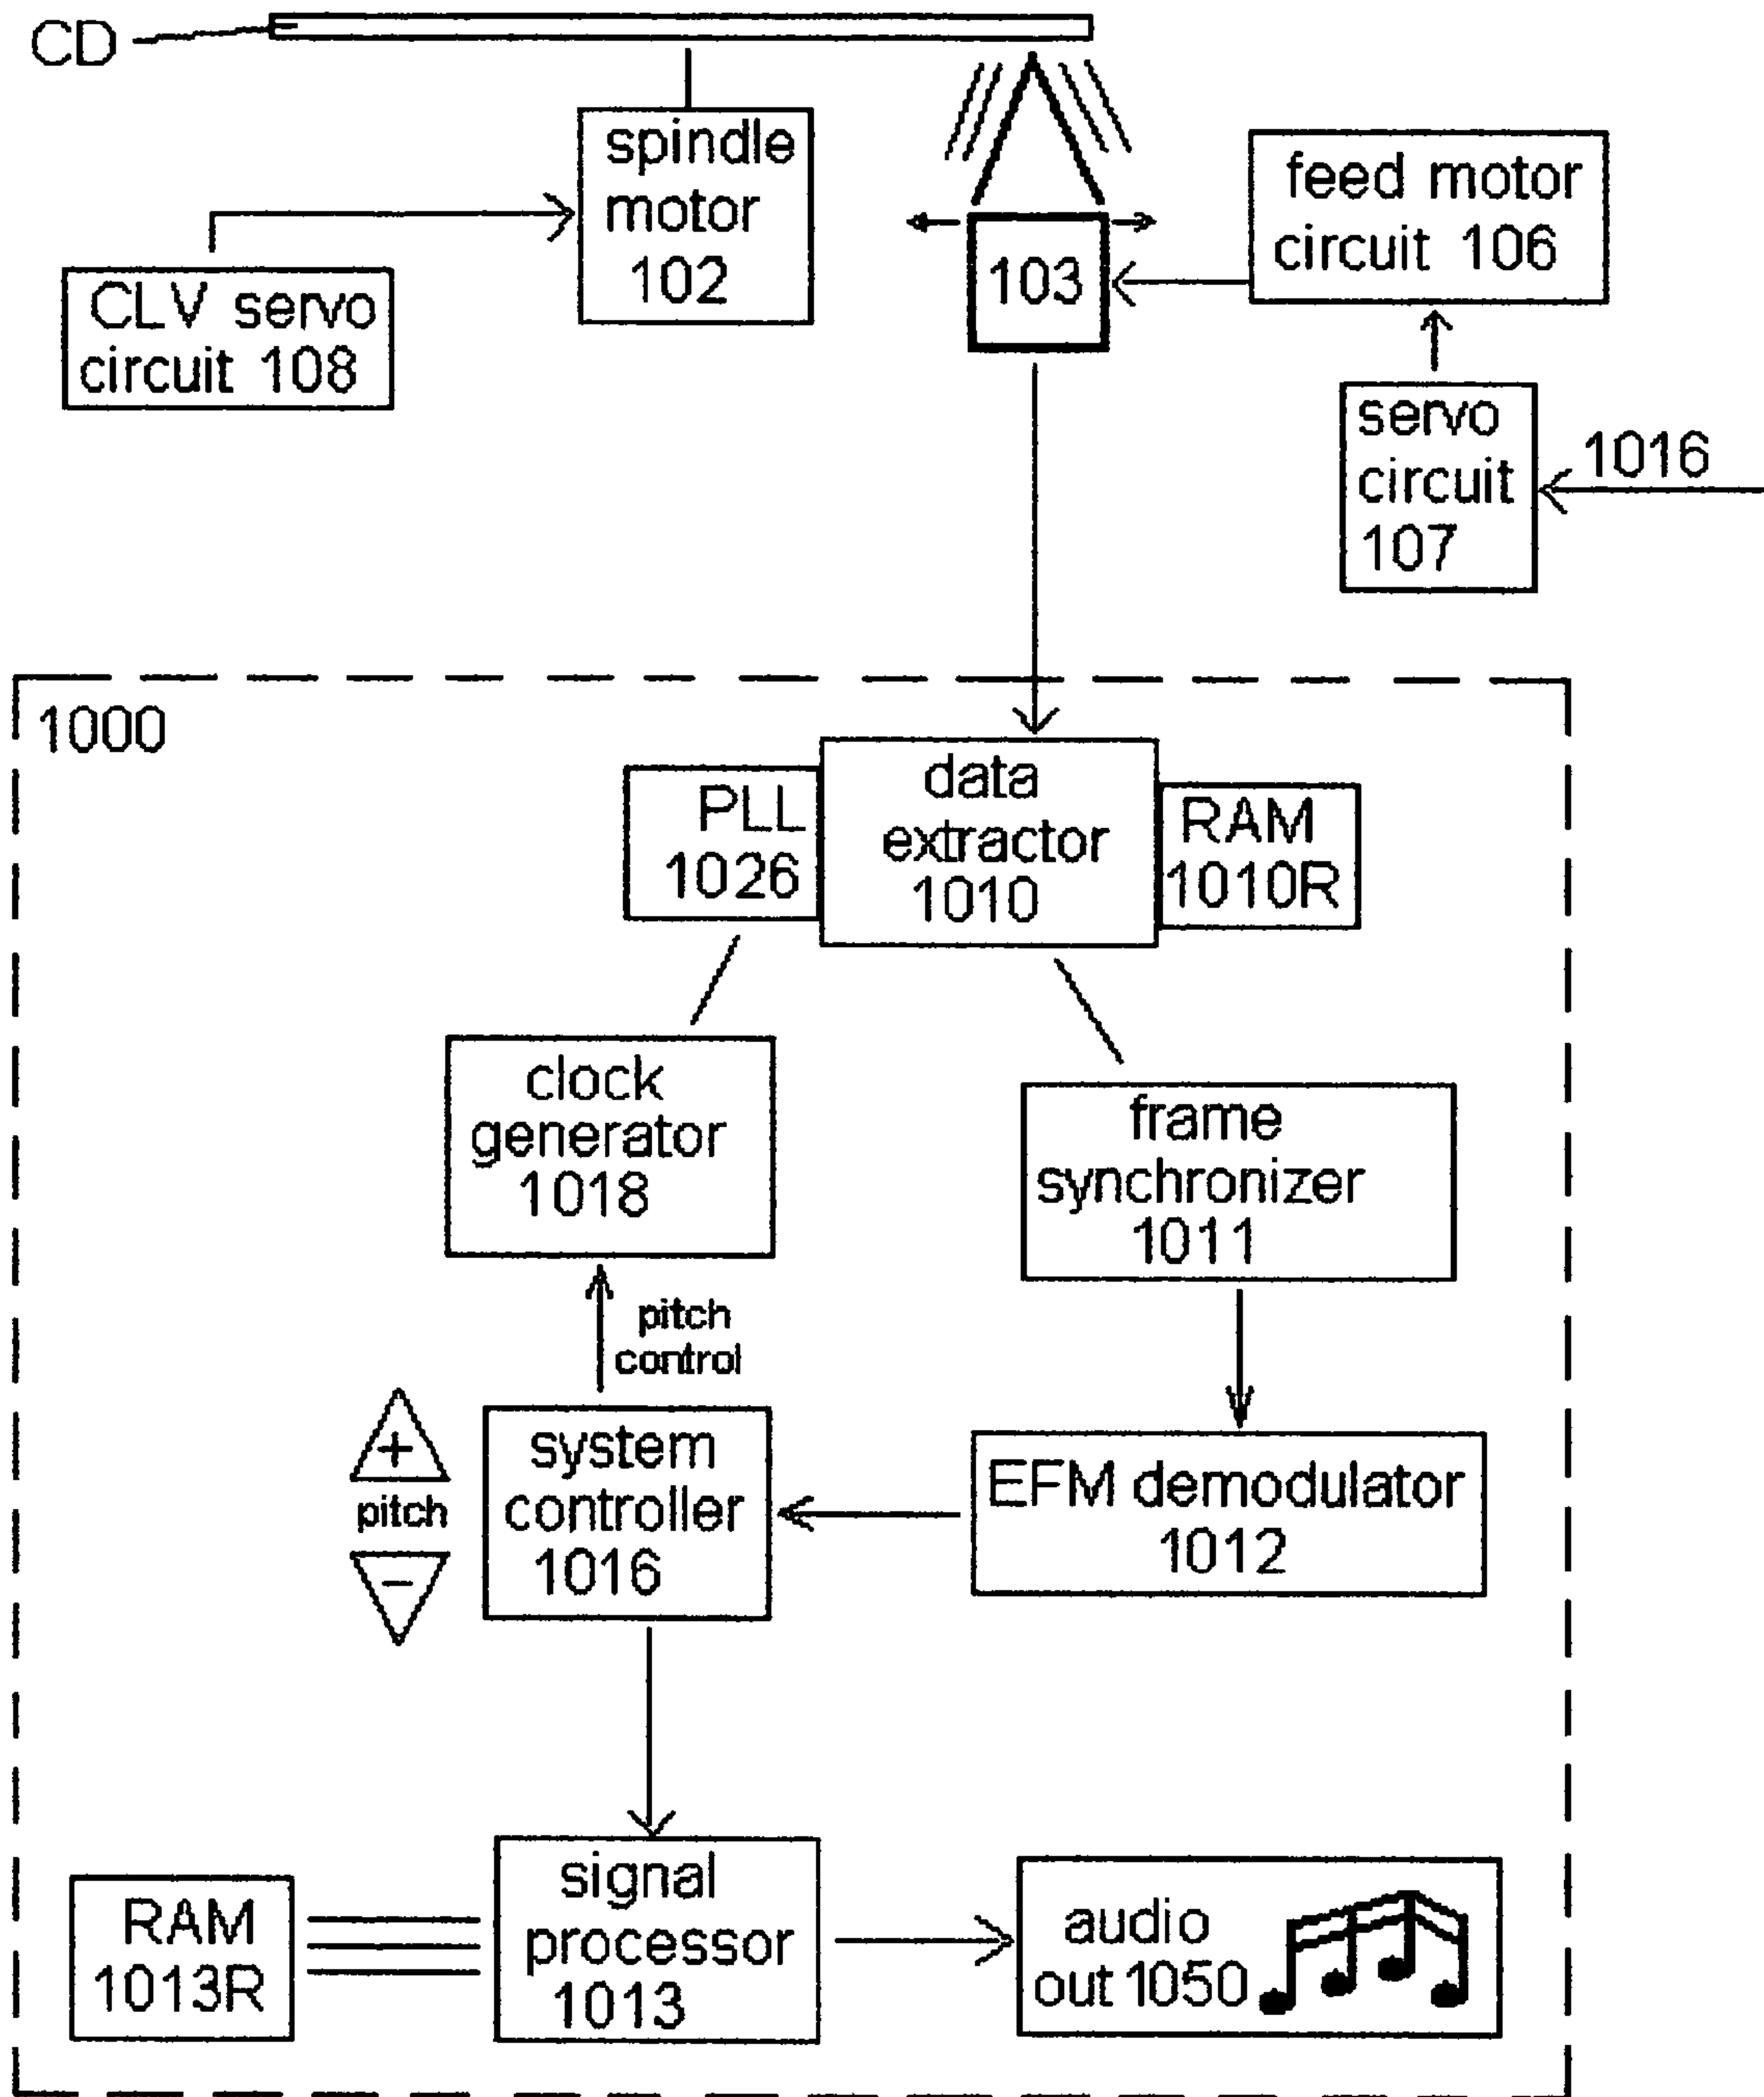 CD
spindle
motor
102
feed motor
circuit 106
103
CLV servo
circuit 108
servo
circuit
107
1016
1000
PLL
1026
data
extractor
1010
RAM
1010R
clock
generator
1018
frame
synchronizer
1011
pitch
control
+
pitch
−
system
controller
1016
EFM demodulator
1012
RAM
1013R
signal
processor
1013
audio
out 1050